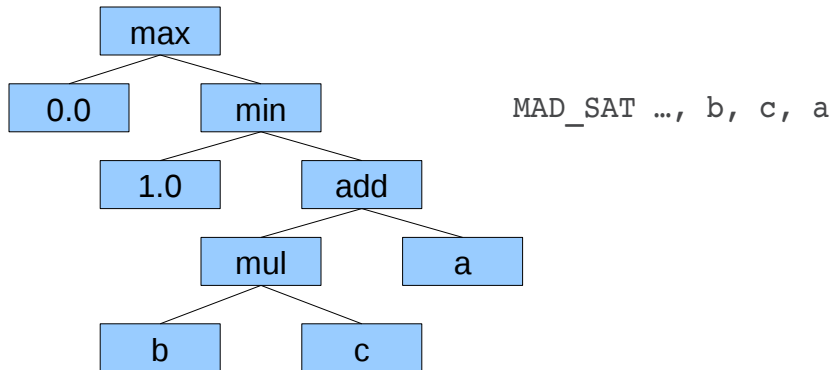 max
0.0 min MAD_SAT …, b, c, a
1.0 add
mul a
b c